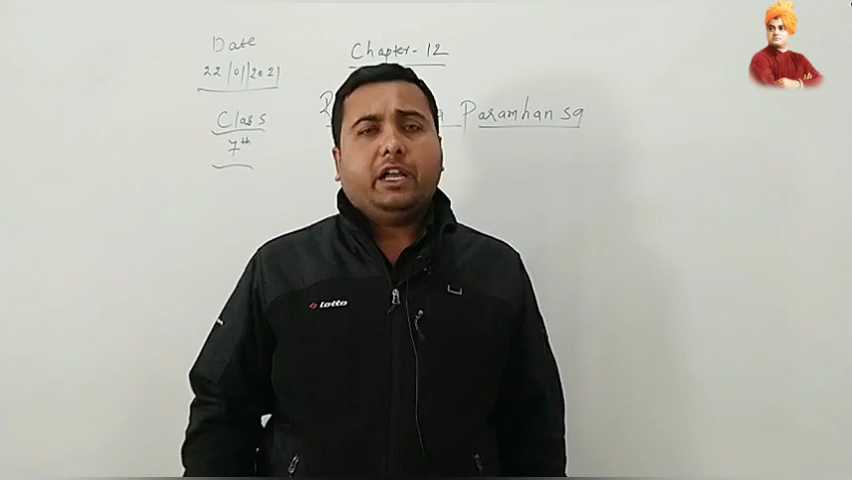 Date
22/01/2021
Class
7th
Chapter-12
Paramhansa
lotto